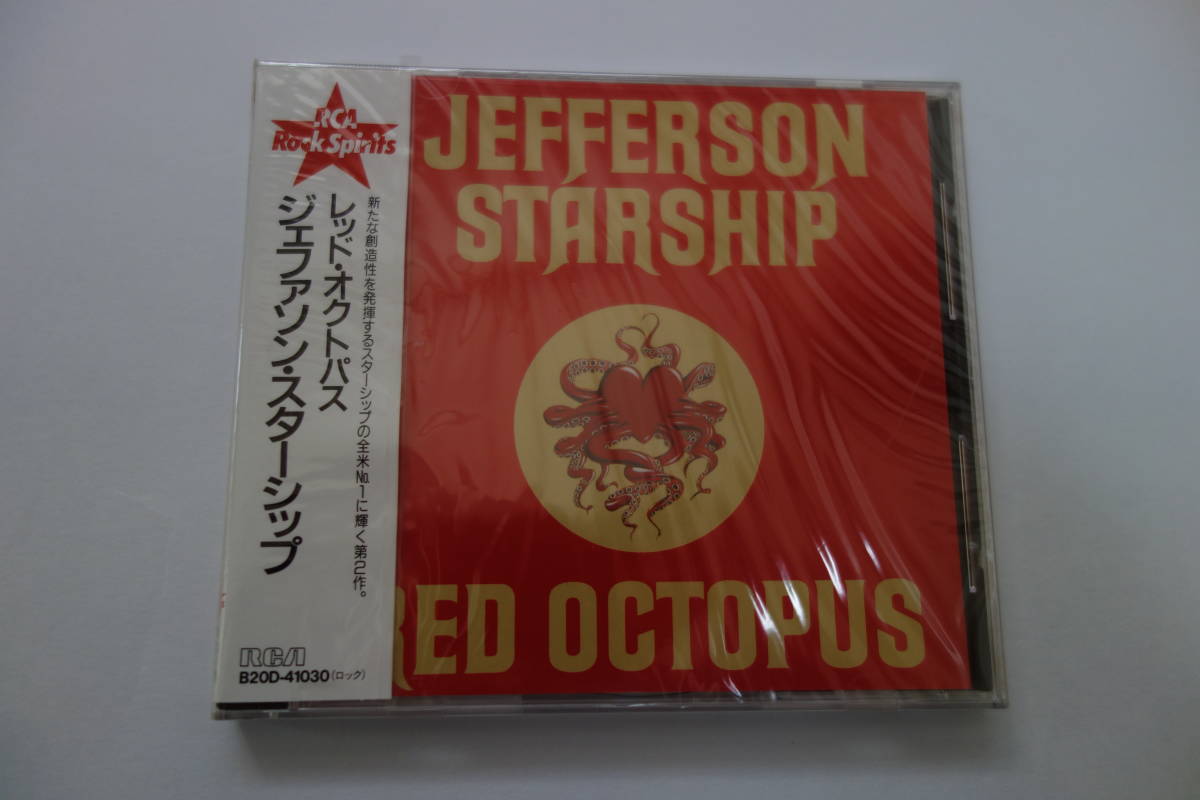 RCA
Rock Spirits
新たな創造性を発揮するスターシップの全米No.1に輝く第2作。
レッド・オクトパス
ジェファソン・スターシップ
RCA
B20D-41030(ロック)
JEFFERSON
STARSHIP
RED OCTOPUS